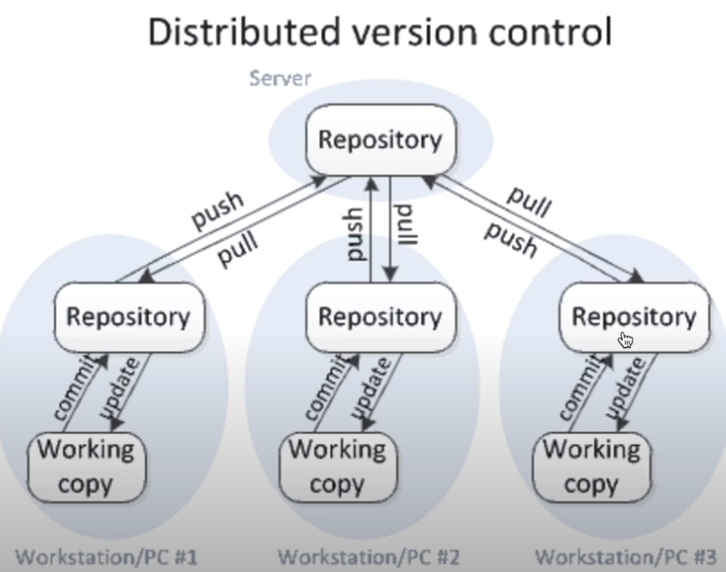 Distributed version control
Server
Repository
push
pull
push
pull
pull
push
Repository
Repository
Repository
commit
update
commit
update
commit
update
Working
copy
Working
copy
Working
copy
Workstation/PC #1
Workstation/PC #2
Workstation/PC #3